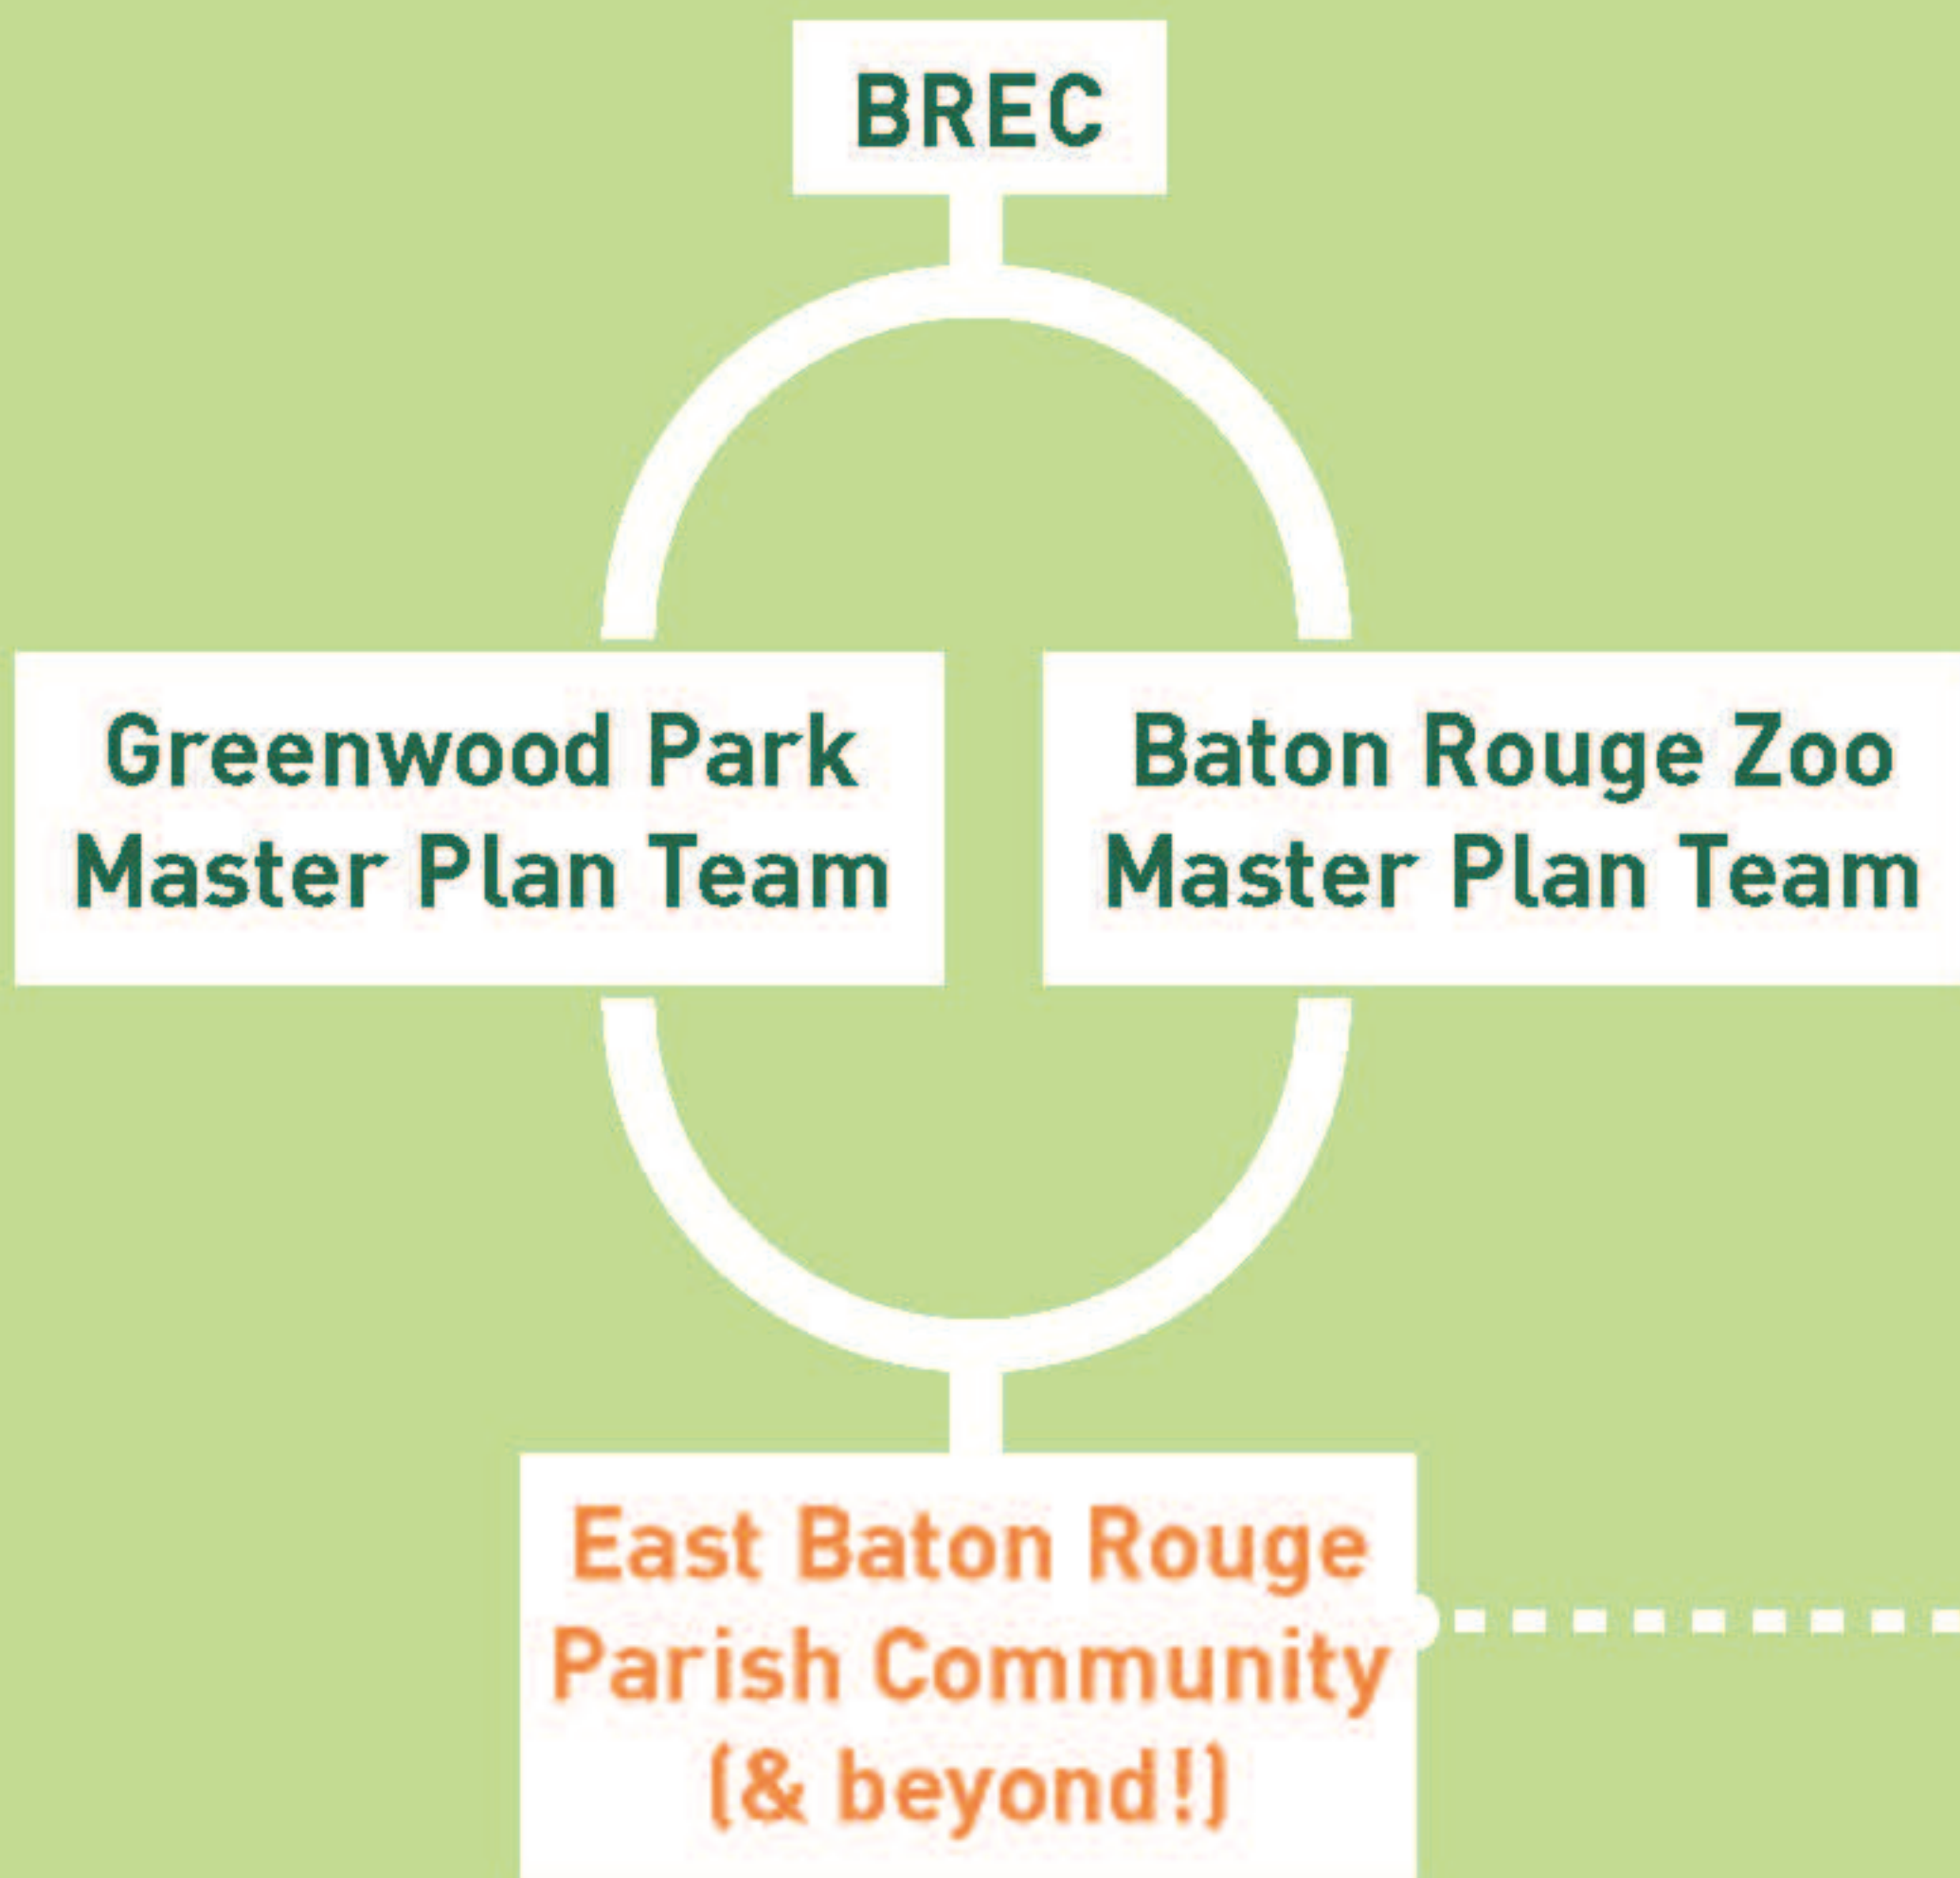 BREC
Greenwood Park
Master Plan Team
Baton Rouge Zoo
Master Plan Team
East Baton Rouge
Parish Community
(& beyond!)